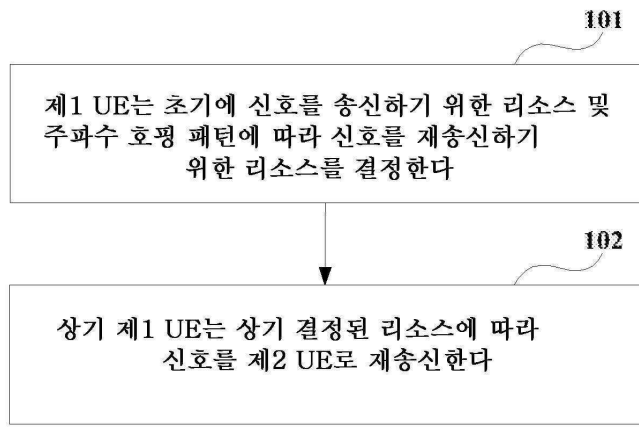 101
제1 UE는 초기에 신호를 송신하기 위한 리소스 및
주파수 호핑 패턴에 따라 신호를 재송신하기
위한 리소스를 결정한다
102
상기 제1 UE는 상기 결정된 리소스에 따라
신호를 제2 UE로 재송신한다